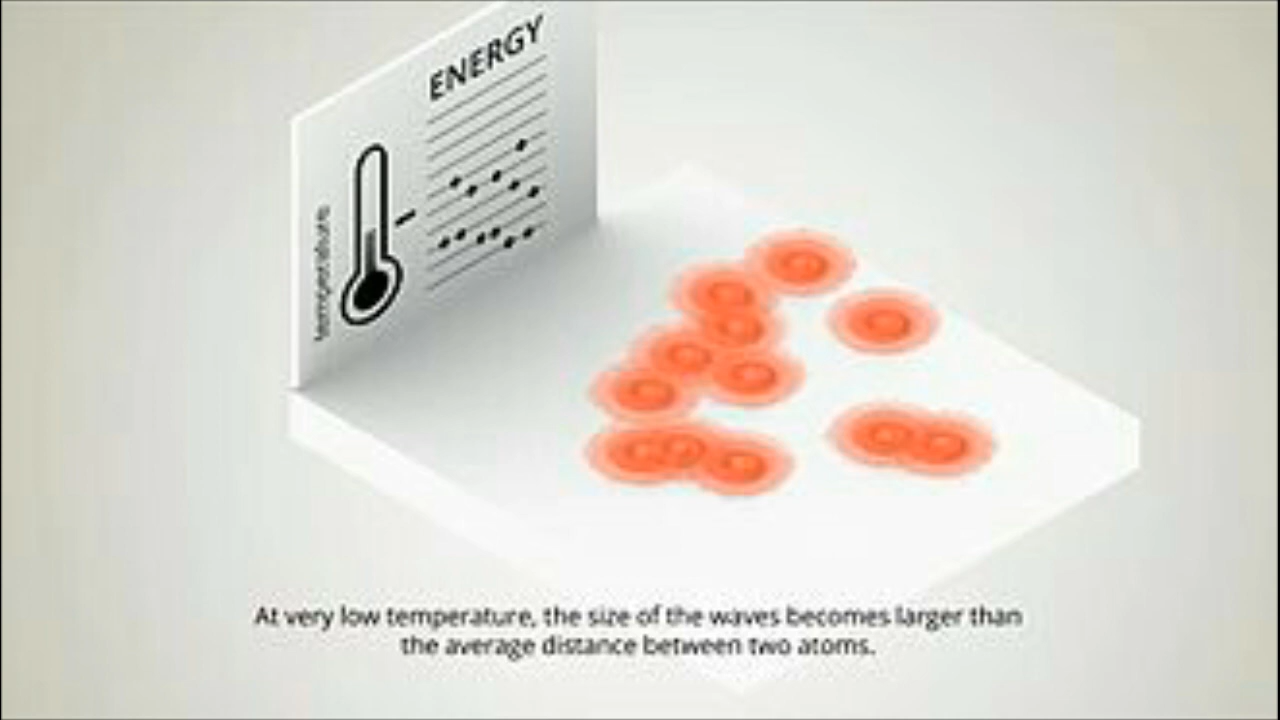 ENERGY
temperature
At very low temperature, the size of the waves becomes larger than
the average distance between two atoms.